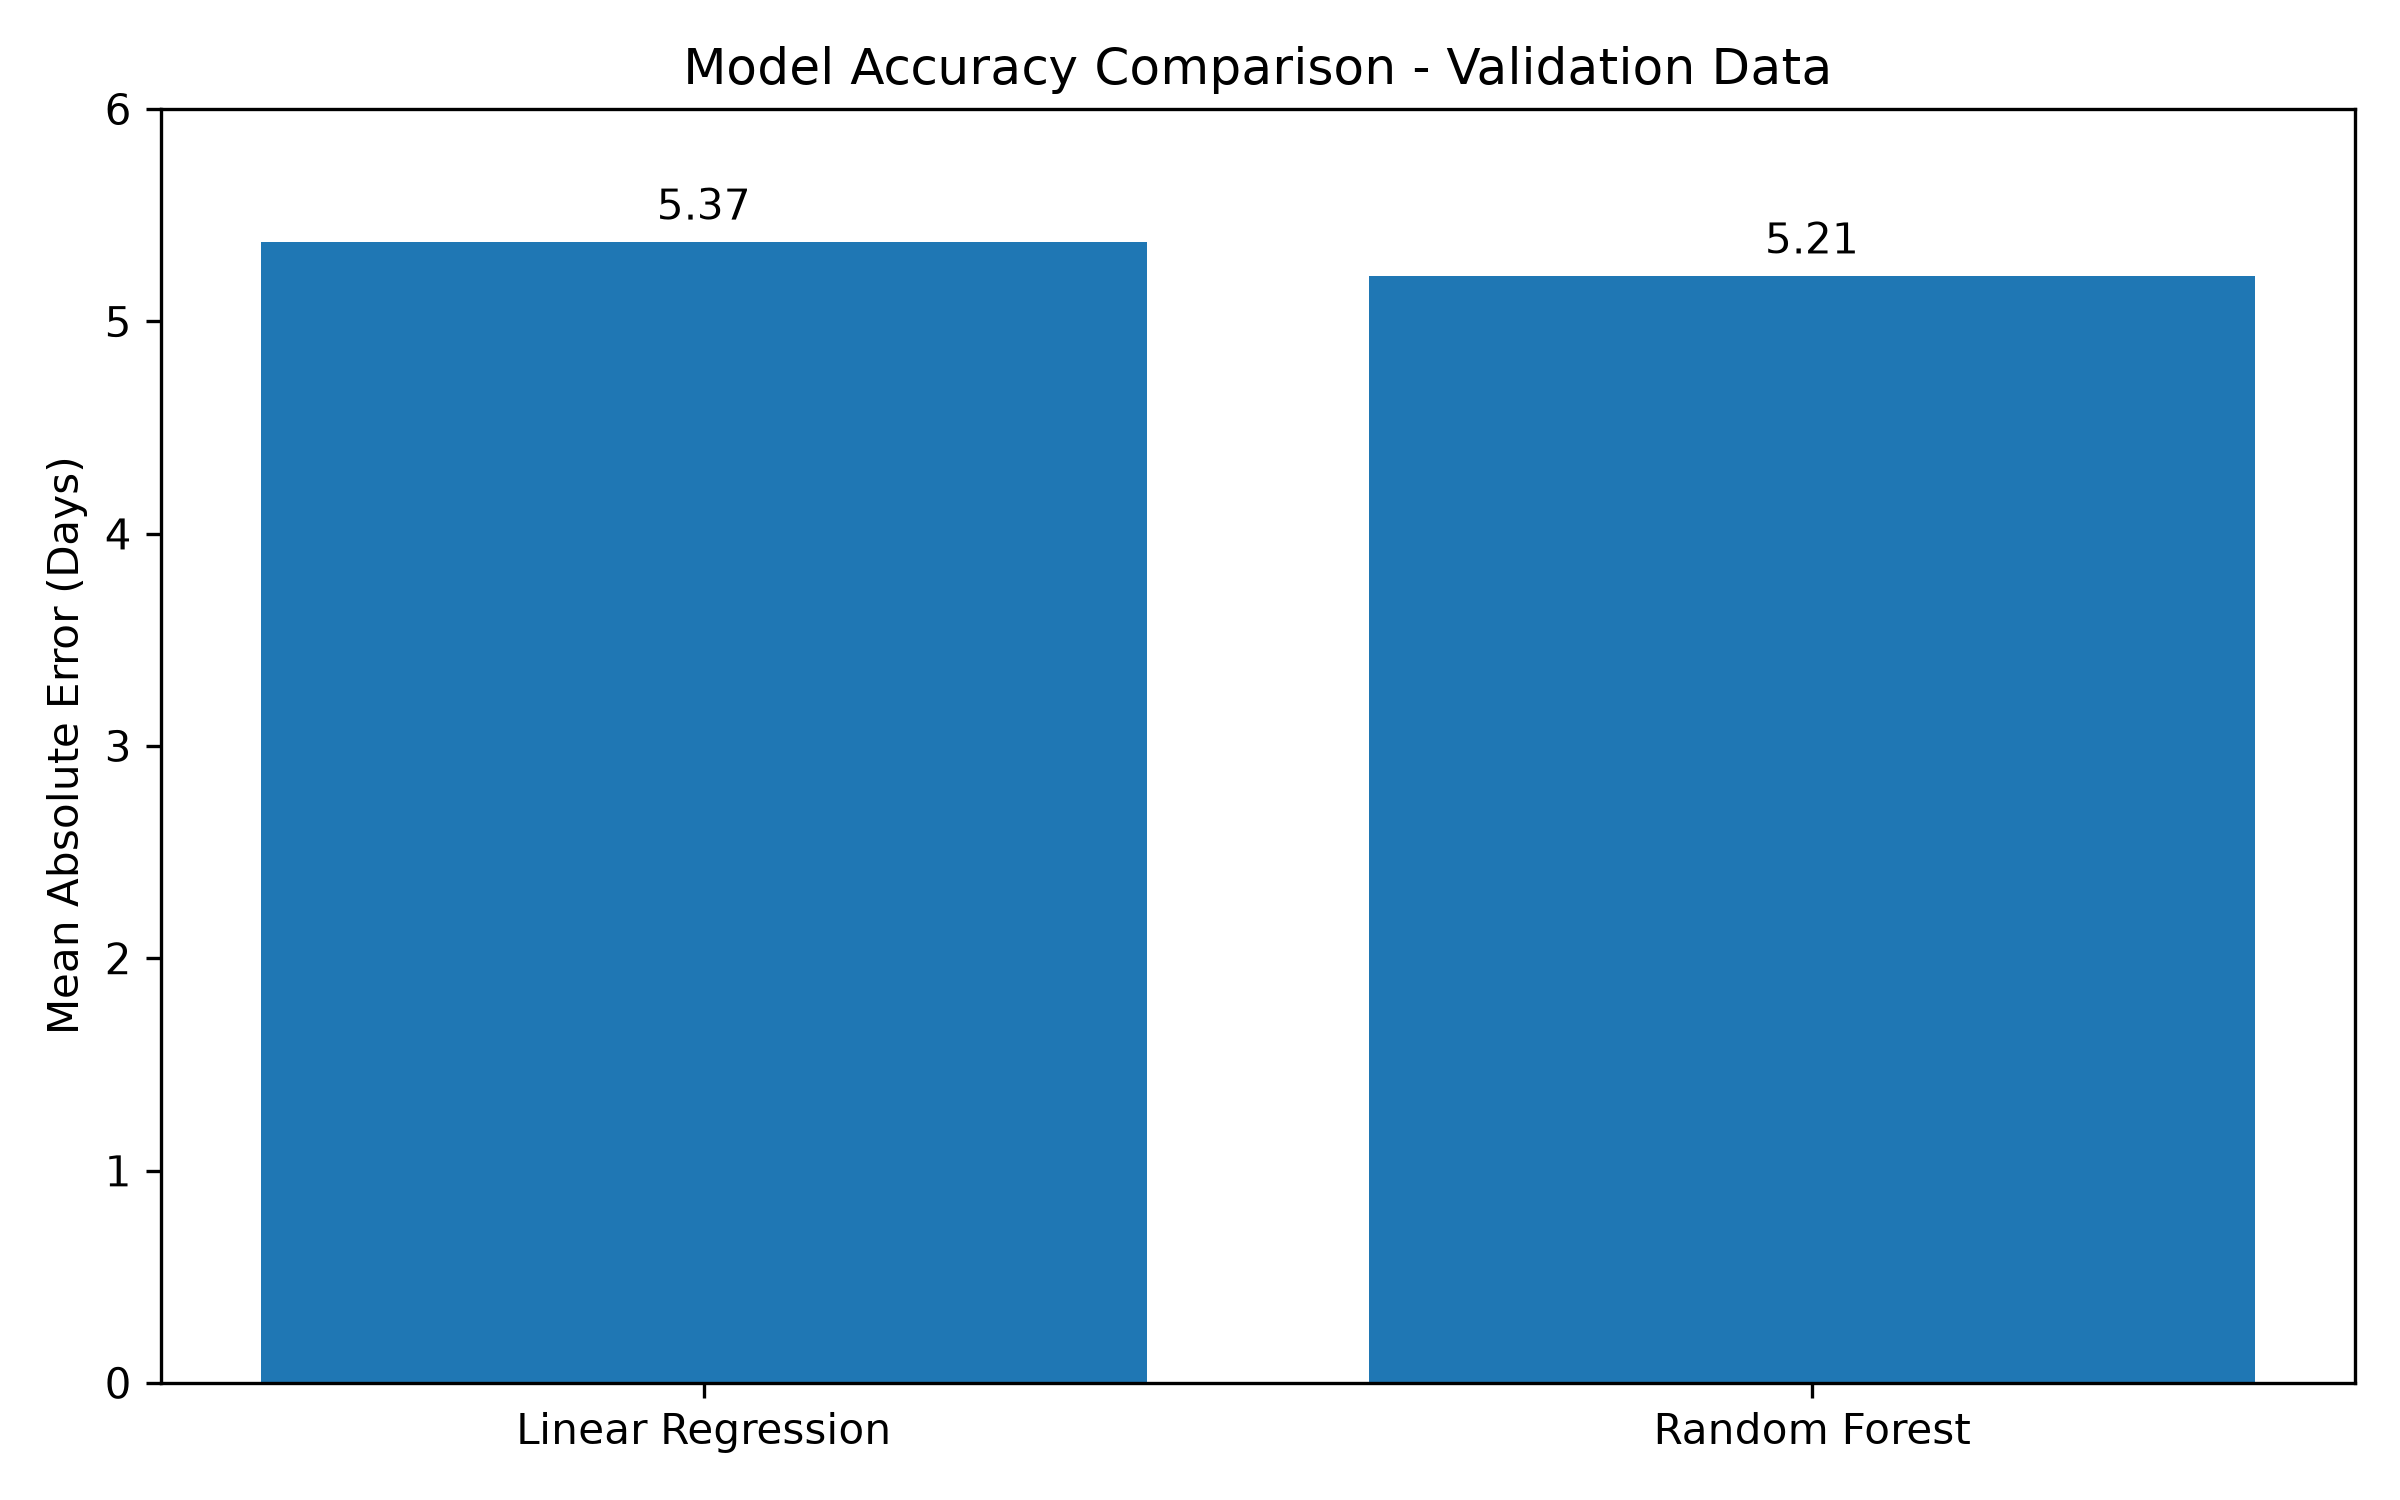 Model Accuracy Comparison - Validation Data
Mean Absolute Error (Days)
6
5
4
3
2
1
0
5.37
5.21
Linear Regression
Random Forest